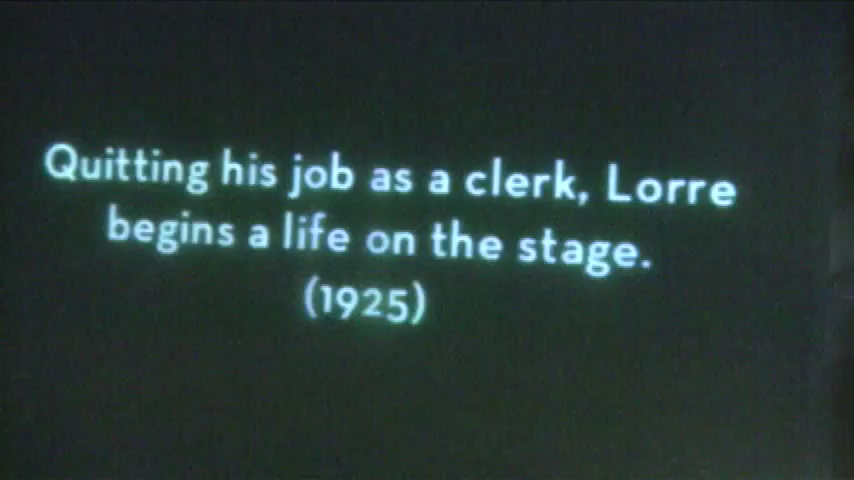 Quitting his job as a clerk, Lorre
begins a life on the stage.
(1925)